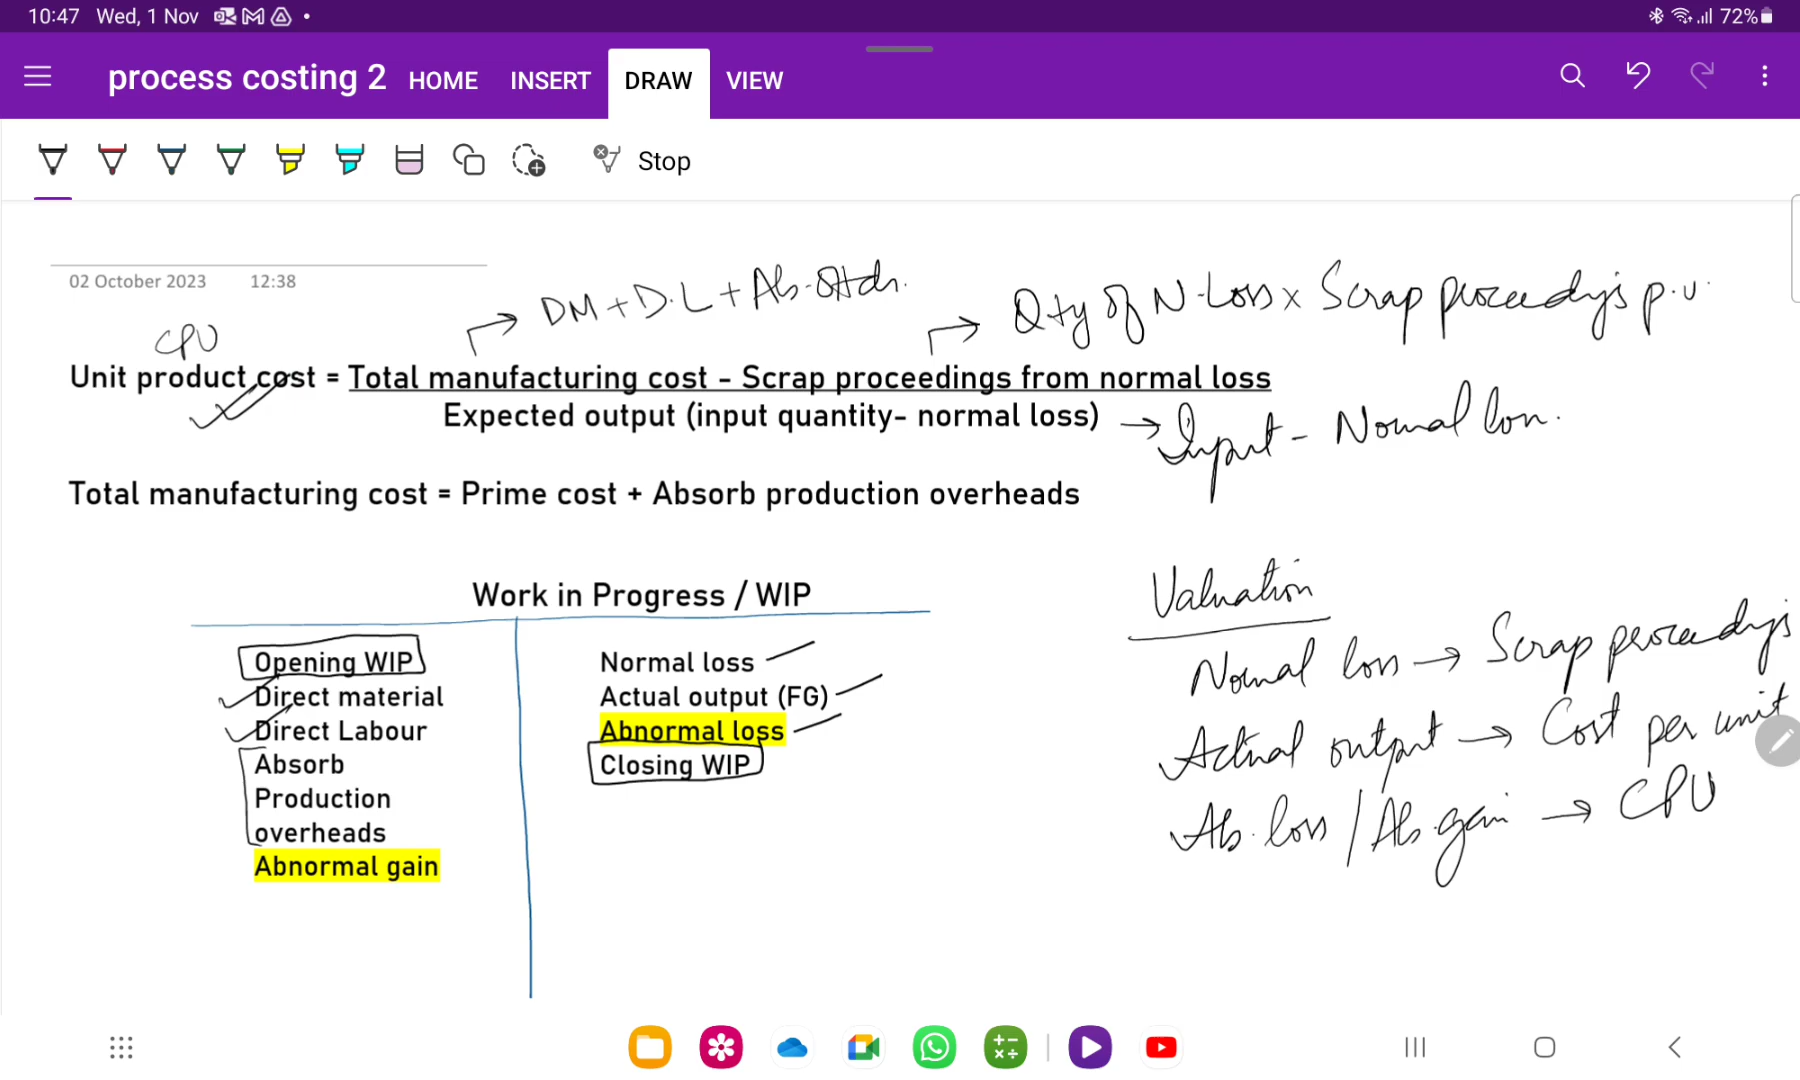 10:47 Wed, 1 Nov
72%
process costing 2 HOME INSERT DRAW VIEW
Stop
02 October 2023 12:38
DM + D.L + Ab.
Qty of N.Loss x Scrap proceedings p.u.
CPU
Unit product cost = Total manufacturing cost - Scrap proceedings from normal loss
Expected output (input quantity- normal loss) → Input - Normal loss.
Total manufacturing cost = Prime cost + Absorb production overheads
Work in Progress / WIP
Opening WIP
Direct material
Direct Labour
Absorb
Production
overheads
Abnormal gain
Normal loss
Actual output (FG)
Abnormal loss
Closing WIP
Valuation
Normal loss → Scrap proceedings
Actual output → Cost per unit
Ab. loss / Ab. gain → CPU